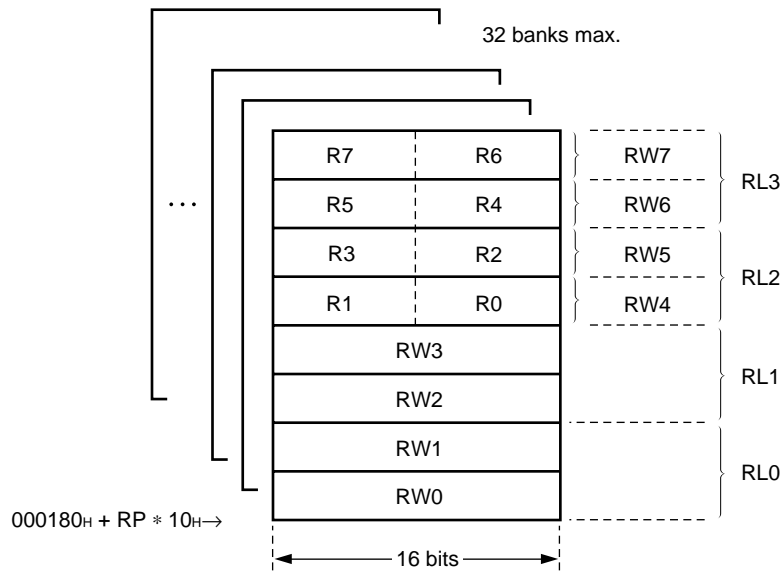 32 banks max.
R7 R6 RW7
RL3
... R5 R4 RW6
R3 R2 RW5
RL2
R1 R0 RW4
RW3
RL1
RW2
RW1
RL0
RW0
000180H + RP * 10H→
16 bits